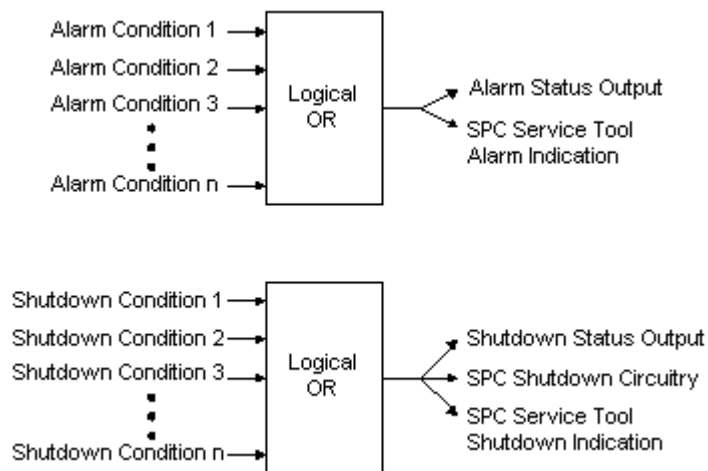 Alarm Condition 1
Alarm Condition 2
Alarm Condition 3
Alarm Condition n
Logical
OR
Alarm Status Output
SPC Service Tool
Alarm Indication
Shutdown Condition 1
Shutdown Condition 2
Shutdown Condition 3
Shutdown Condition n
Logical
OR
Shutdown Status Output
SPC Shutdown Circuitry
SPC Service Tool
Shutdown Indication